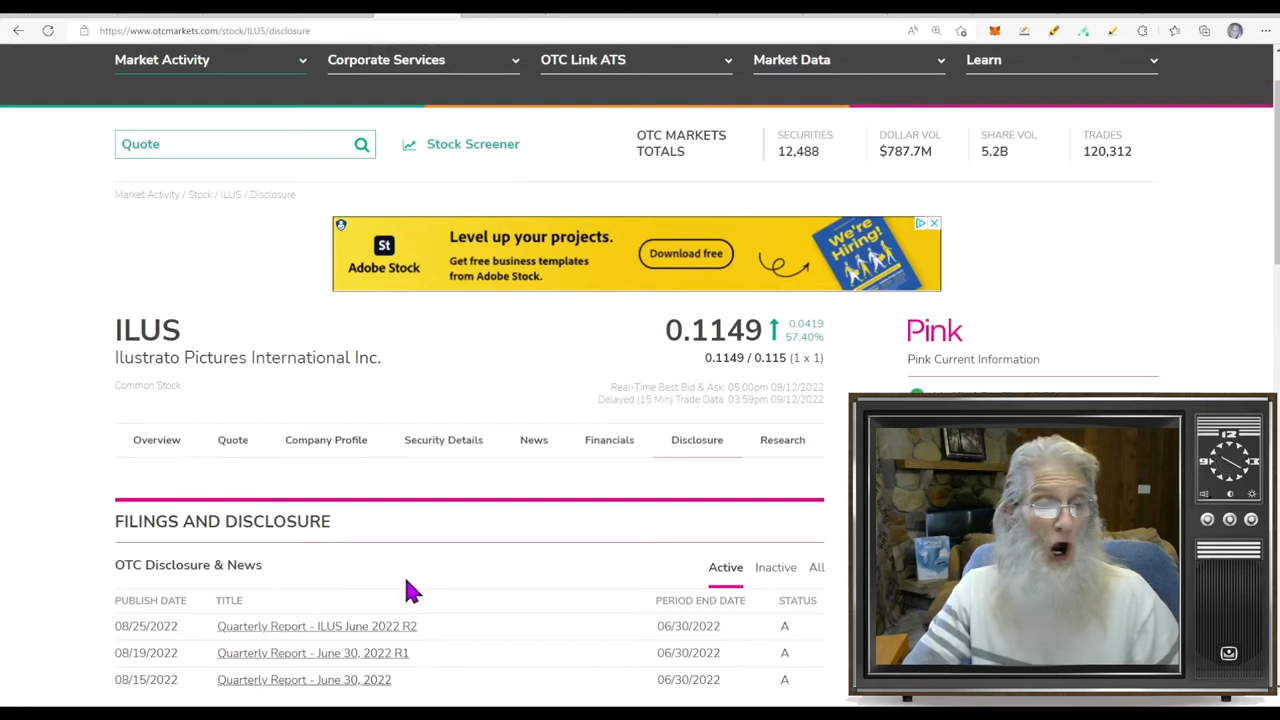 https://www.otcmarkets.com/stock/ILUS/disclosure
Market Activity
Corporate Services
OTC Link ATS
Market Data
Learn
Quote
Stock Screener
OTC MARKETS TOTALS
SECURITIES
12,488
DOLLAR VOL
$787.7M
SHARE VOL
5.2B
TRADES
120,312
Market Activity / Stock / ILUS / Disclosure
St
Adobe Stock
Level up your projects.
Get free business templates
from Adobe Stock.
Download free
We're
Hiring!
ILUS
Ilustrato Pictures International Inc.
Common Stock
0.1149
0.0419
57.40%
0.1149 / 0.115 (1 x 1)
Real-Time Best Bid & Ask: 05:00pm 09/12/2022
Delayed (15 Min) Trade Data: 03:59pm 09/12/2022
Pink
Pink Current Information
Overview
Quote
Company Profile
Security Details
News
Financials
Disclosure
Research
FILINGS AND DISCLOSURE
OTC Disclosure & News
Active
Inactive
All
PUBLISH DATE TITLE PERIOD END DATE STATUS
08/25/2022 Quarterly Report - ILUS June 2022 R2 06/30/2022 A
08/19/2022 Quarterly Report - June 30, 2022 R1 06/30/2022 A
08/15/2022 Quarterly Report - June 30, 2022 06/30/2022 A
12
9
3